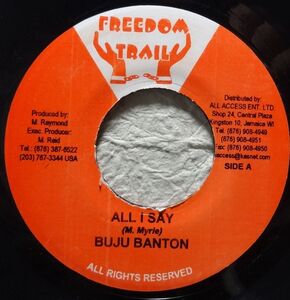 FREEDOM
TRAIL
Produced by:
M. Raymond
Exec. Producer:
M. Reid
Tel.: (876) 387-6522
(203) 787-3344 USA
Distributed by:
ALL ACCESS ENT. LTD
Shop 24, Central Plaza
Kingston 10, Jamaica WI
Tel: (876) 908-4949
(876) 908-4951
Fax: (876) 908-4950
SIDE A
ALL I SAY
(M. Myrie)
BUJU BANTON
ALL RIGHTS RESERVED